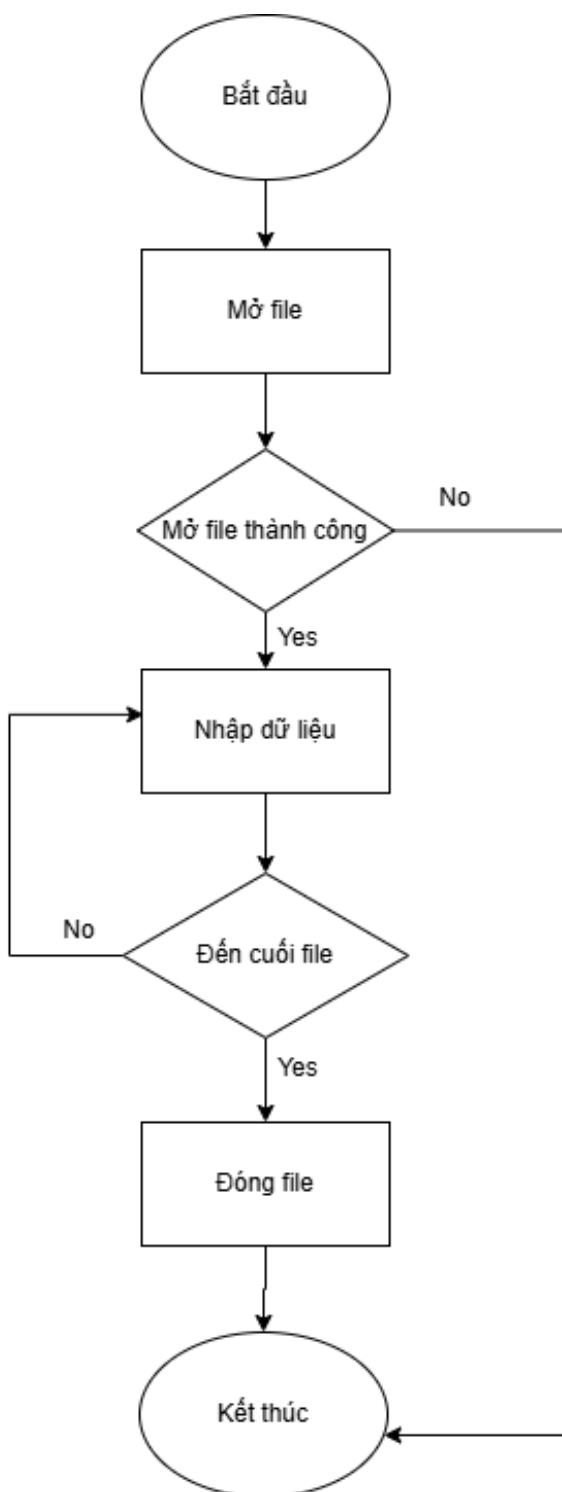 Bắt đầu
Mở file
Mở file thành công
No
Yes
Nhập dữ liệu
No
Đến cuối file
Yes
Đóng file
Kết thúc